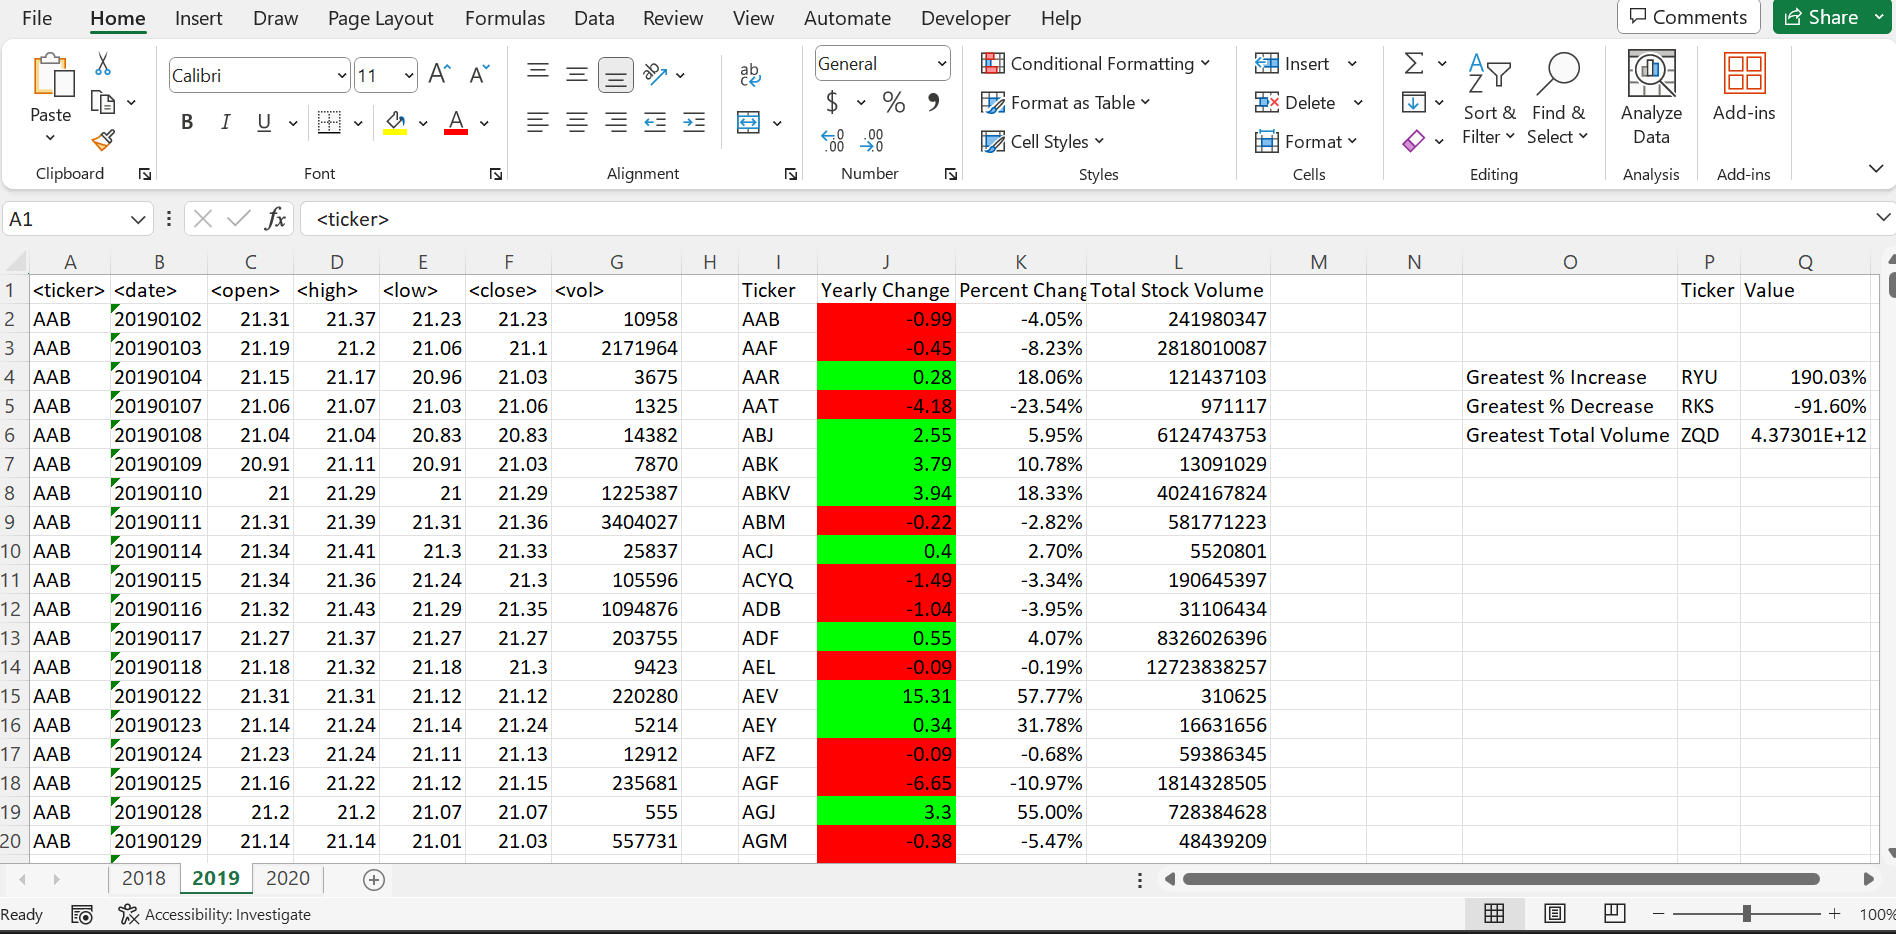 File Home Insert Draw Page Layout Formulas Data Review View Automate Developer Help Comments Share
Paste Calibri 11 B I U A A A ab General $ % Conditional Formatting Format as Table Cell Styles Insert Delete Format Sort & Filter Find & Select Analyze Data Add-ins
Clipboard Font Alignment Number Styles Cells Editing Analysis Add-ins
A1 fx <ticker>
A B C D E F G H I J K L M N O P Q
1 <ticker> <date> <open> <high> <low> <close> <vol> Ticker Yearly Change Percent Chang Total Stock Volume Ticker Value
2 AAB 20190102 21.31 21.37 21.23 21.23 10958 AAB -0.99 -4.05% 241980347
3 AAB 20190103 21.19 21.2 21.06 21.1 2171964 AAF -0.45 -8.23% 2818010087
4 AAB 20190104 21.15 21.17 20.96 21.03 3675 AAR 0.28 18.06% 121437103 Greatest % Increase RYU 190.03%
5 AAB 20190107 21.06 21.07 21.03 21.06 1325 AAT -4.18 -23.54% 971117 Greatest % Decrease RKS -91.60%
6 AAB 20190108 21.04 21.04 20.83 20.83 14382 ABJ 2.55 5.95% 6124743753 Greatest Total Volume ZQD 4.37301E+12
7 AAB 20190109 20.91 21.11 20.91 21.03 7870 ABK 3.79 10.78% 13091029
8 AAB 20190110 21 21.29 21 21.29 1225387 ABKV 3.94 18.33% 4024167824
9 AAB 20190111 21.31 21.39 21.31 21.36 3404027 ABM -0.22 -2.82% 581771223
10 AAB 20190114 21.34 21.41 21.3 21.33 25837 ACJ 0.4 2.70% 5520801
11 AAB 20190115 21.34 21.36 21.24 21.3 105596 ACYQ -1.49 -3.34% 190645397
12 AAB 20190116 21.32 21.43 21.29 21.35 1094876 ADB -1.04 -3.95% 31106434
13 AAB 20190117 21.27 21.37 21.27 21.27 203755 ADF 0.55 4.07% 8326026396
14 AAB 20190118 21.18 21.32 21.18 21.3 9423 AEL -0.09 -0.19% 12723838257
15 AAB 20190122 21.31 21.31 21.12 21.12 220280 AEV 15.31 57.77% 310625
16 AAB 20190123 21.14 21.24 21.14 21.24 5214 AEY 0.34 31.78% 16631656
17 AAB 20190124 21.23 21.24 21.11 21.13 12912 AFZ -0.09 -0.68% 59386345
18 AAB 20190125 21.16 21.22 21.12 21.15 235681 AGF -6.65 -10.97% 1814328505
19 AAB 20190128 21.2 21.2 21.07 21.07 555 AGJ 3.3 55.00% 728384628
20 AAB 20190129 21.14 21.14 21.01 21.03 557731 AGM -0.38 -5.47% 48439209
2018 2019 2020
Ready Accessibility: Investigate 100%